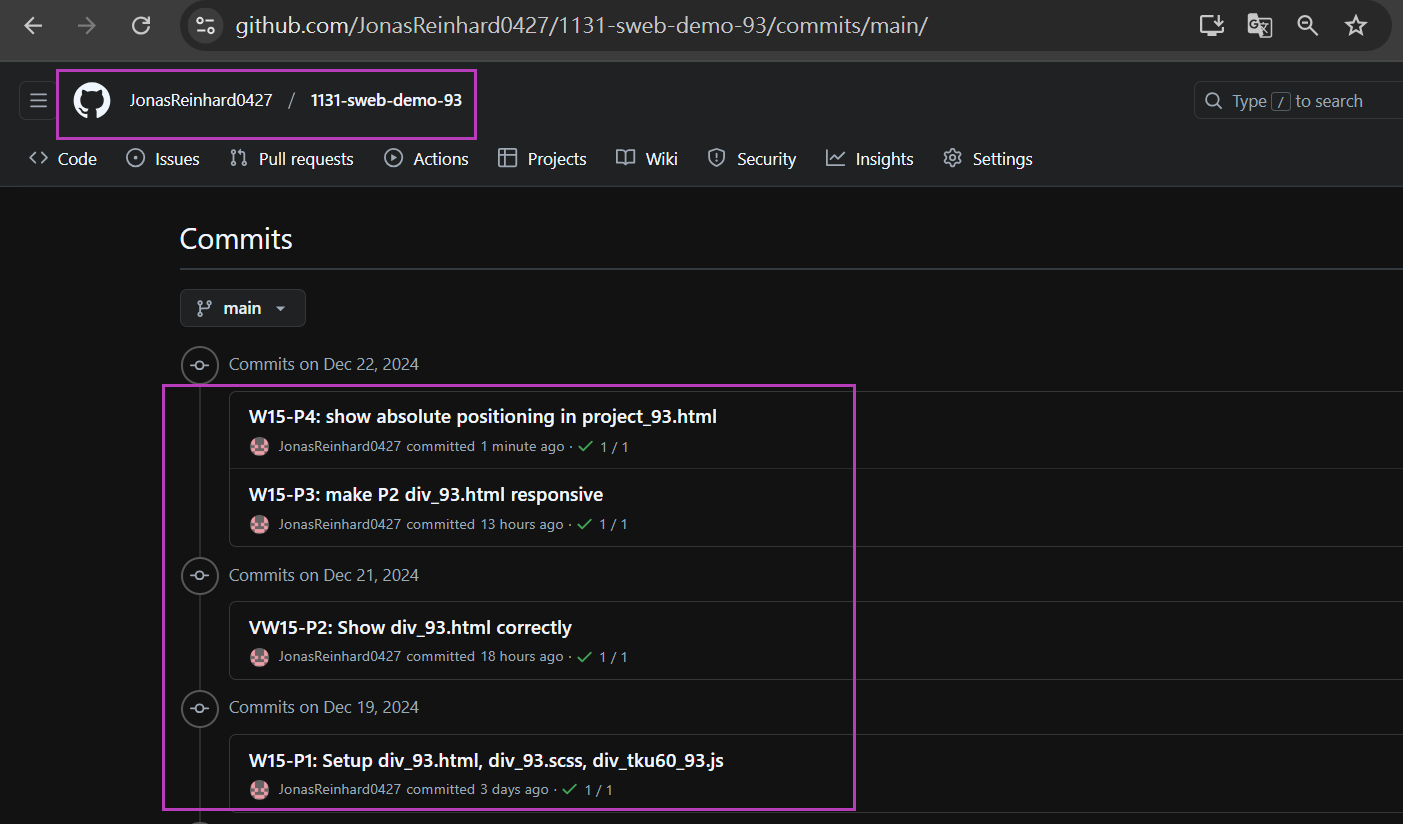 github.com/JonasReinhard0427/1131-sweb-demo-93/commits/main/
JonasReinhard0427 / 1131-sweb-demo-93
Type / to search
Code Issues Pull requests Actions Projects Wiki Security Insights Settings
Commits
main
Commits on Dec 22, 2024
W15-P4: show absolute positioning in project_93.html
JonasReinhard0427 committed 1 minute ago · 1 / 1
W15-P3: make P2 div_93.html responsive
JonasReinhard0427 committed 13 hours ago · 1 / 1
Commits on Dec 21, 2024
VW15-P2: Show div_93.html correctly
JonasReinhard0427 committed 18 hours ago · 1 / 1
Commits on Dec 19, 2024
W15-P1: Setup div_93.html, div_93.scss, div_tku60_93.js
JonasReinhard0427 committed 3 days ago · 1 / 1